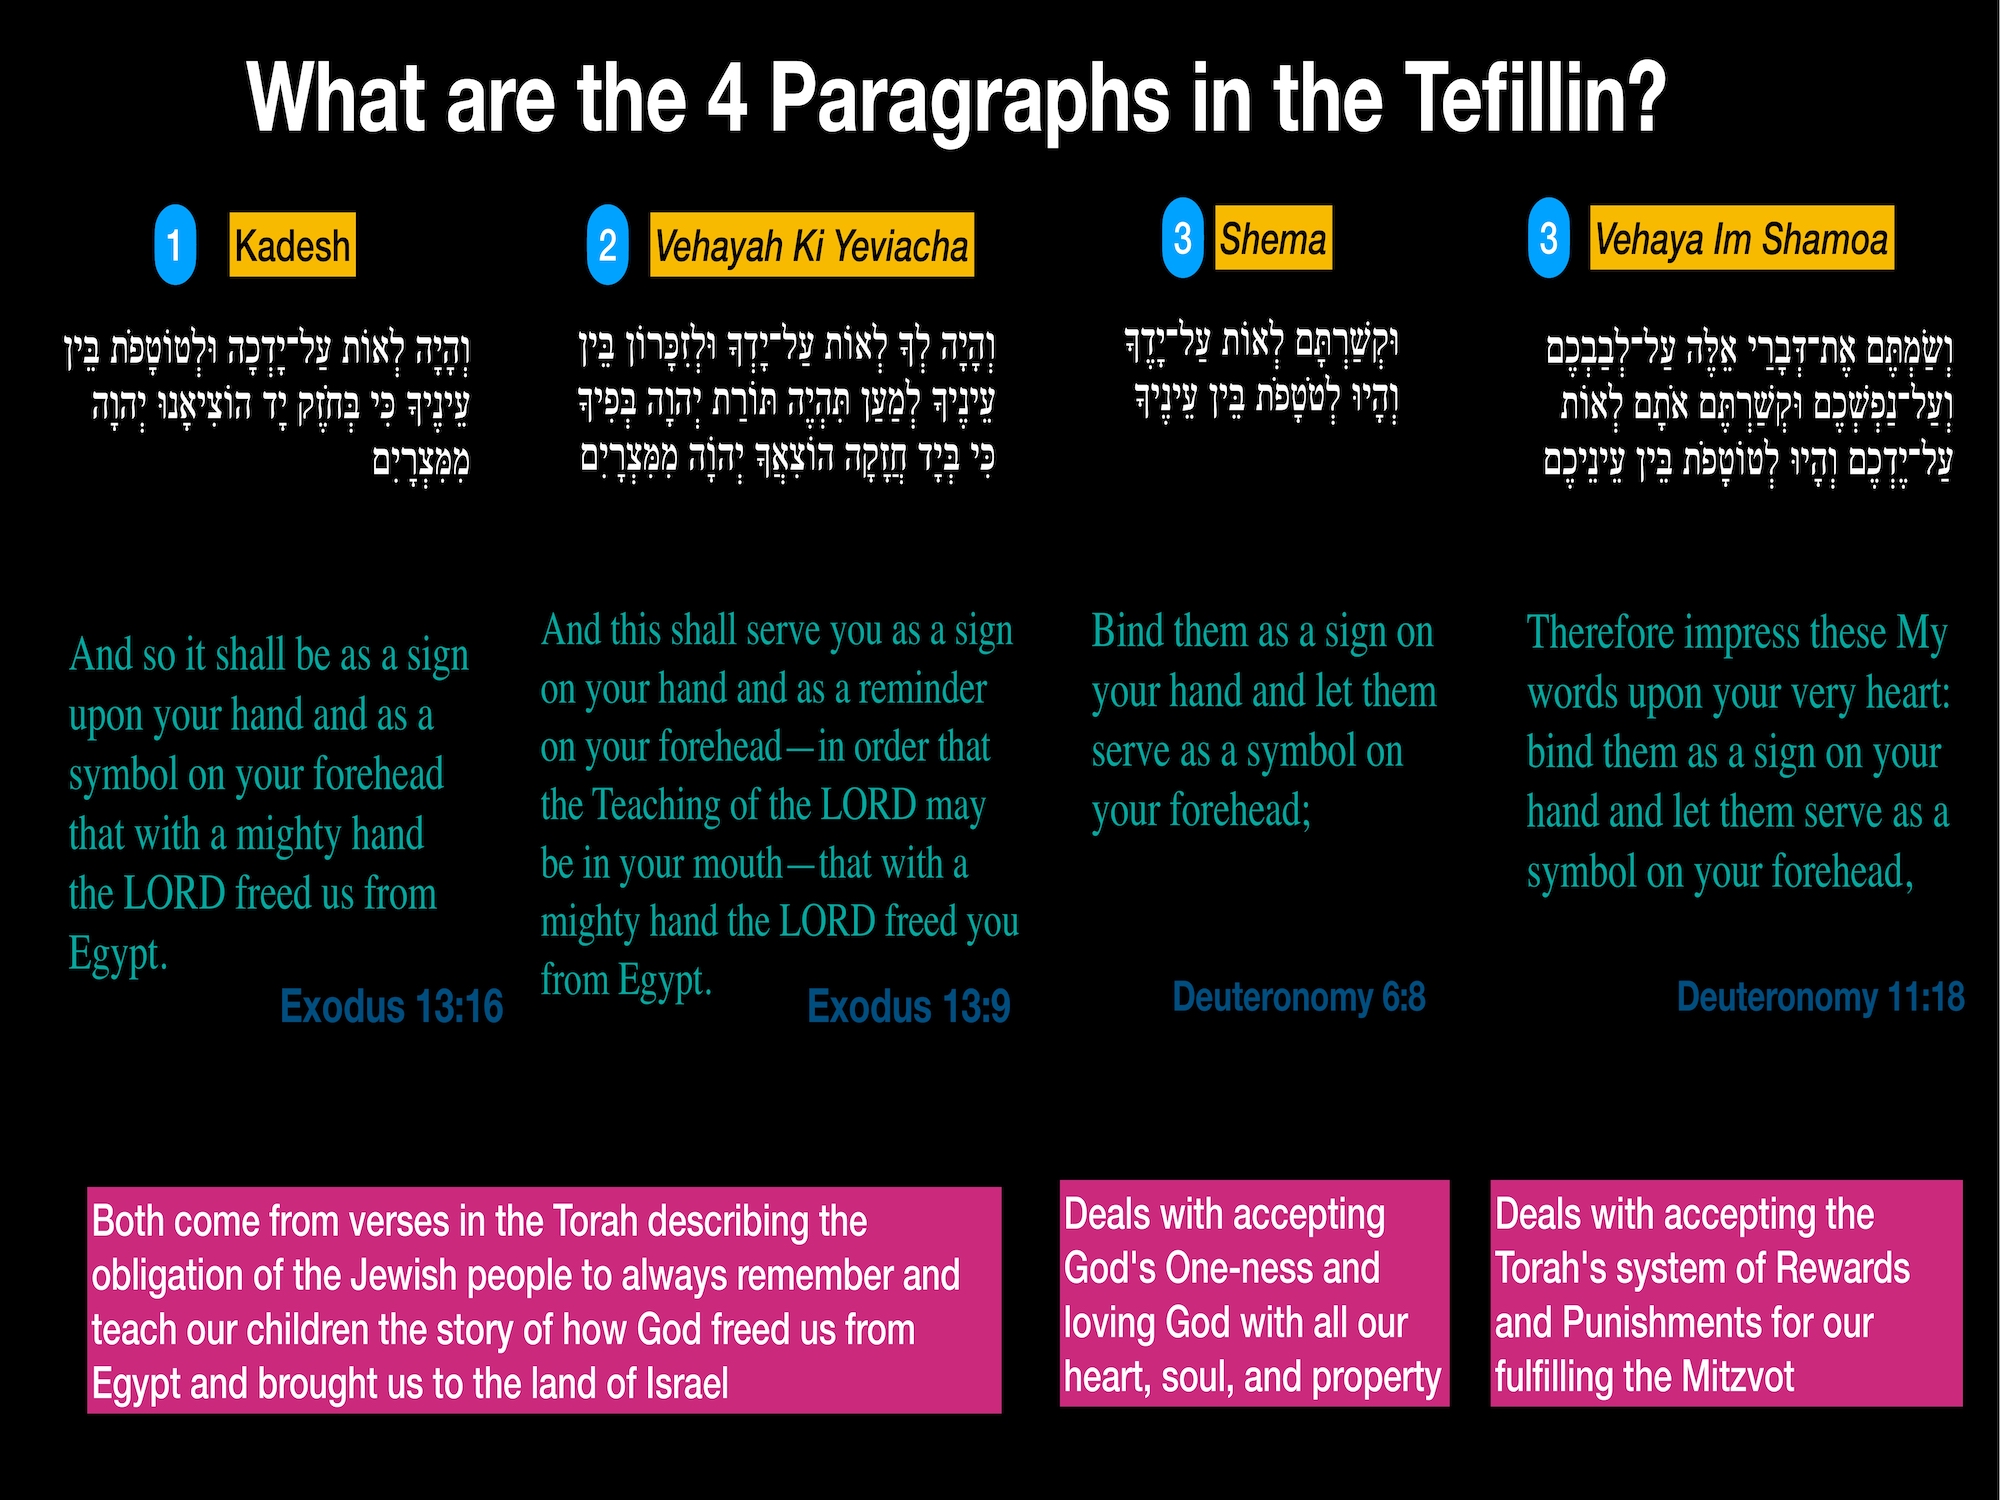 What are the 4 Paragraphs in the Tefillin?
1 Kadesh
וְהָיָה לְאוֹת עַל־יָדְכָה וּלְטוֹטָפֹת בֵּין
עֵינֶיךָ כִּי בְּחֹזֶק יָד הוֹצִיאָנוּ יְהוָה
מִמִּצְרָיִם
And so it shall be as a sign
upon your hand and as a
symbol on your forehead
that with a mighty hand
the LORD freed us from
Egypt.
Exodus 13:16
2 Vehayah Ki Yeviacha
וְהָיָה לְךָ לְאוֹת עַל־יָדְךָ וּלְזִכָּרוֹן בֵּין
עֵינֶיךָ לְמַעַן תִּהְיֶה תּוֹרַת יְהוָה בְּפִיךָ
כִּי בְּיָד חֲזָקָה הוֹצִאֲךָ יְהוָֹה מִמִּצְרָיִם
And this shall serve you as a sign
on your hand and as a reminder
on your forehead—in order that
the Teaching of the LORD may
be in your mouth—that with a
mighty hand the LORD freed you
from Egypt.
Exodus 13:9
3 Shema
וּקְשַׁרְתָּם לְאוֹת עַל־יָדֶךָ
וְהָיוּ לְטֹטָפֹת בֵּין עֵינֶיךָ
Bind them as a sign on
your hand and let them
serve as a symbol on
your forehead;
Deuteronomy 6:8
3 Vehaya Im Shamoa
וְשַׂמְתֶּם אֶת־דְּבָרַי אֵלֶּה עַל־לְבַבְכֶם
וְעַל־נַפְשְׁכֶם וּקְשַׁרְתֶּם אֹתָם לְאוֹת
עַל־יֶדְכֶם וְהָיוּ לְטוֹטָפֹת בֵּין עֵינֵיכֶם
Therefore impress these My
words upon your very heart:
bind them as a sign on your
hand and let them serve as a
symbol on your forehead,
Deuteronomy 11:18
Both come from verses in the Torah describing the
obligation of the Jewish people to always remember and
teach our children the story of how God freed us from
Egypt and brought us to the land of Israel
Deals with accepting
God's One-ness and
loving God with all our
heart, soul, and property
Deals with accepting the
Torah's system of Rewards
and Punishments for our
fulfilling the Mitzvot